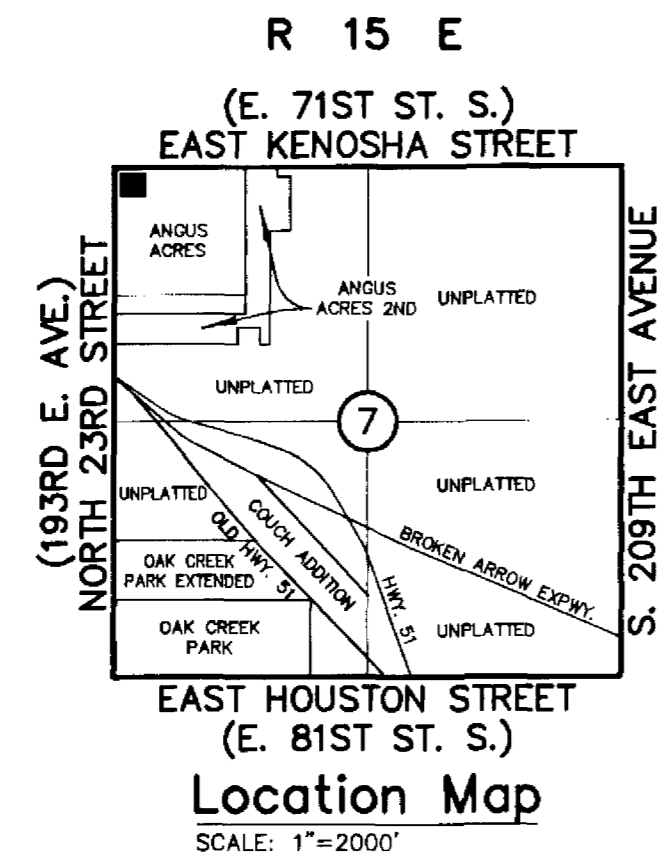 R 15 E
(E. 71ST ST. S.)
EAST KENOSHA STREET
(193RD E. AVE.)
NORTH 23RD STREET
ANGUS
ACRES
ANGUS
ACRES 2ND
UNPLATTED
UNPLATTED
7
UNPLATTED
UNPLATTED
OLD HWY. 51
COUCH ADDITION
BROKEN ARROW EXPWY.
HWY. 51
OAK CREEK
PARK EXTENDED
OAK CREEK
PARK
UNPLATTED
S. 209TH EAST AVENUE
EAST HOUSTON STREET
(E. 81ST ST. S.)
Location Map
SCALE: 1"=2000'